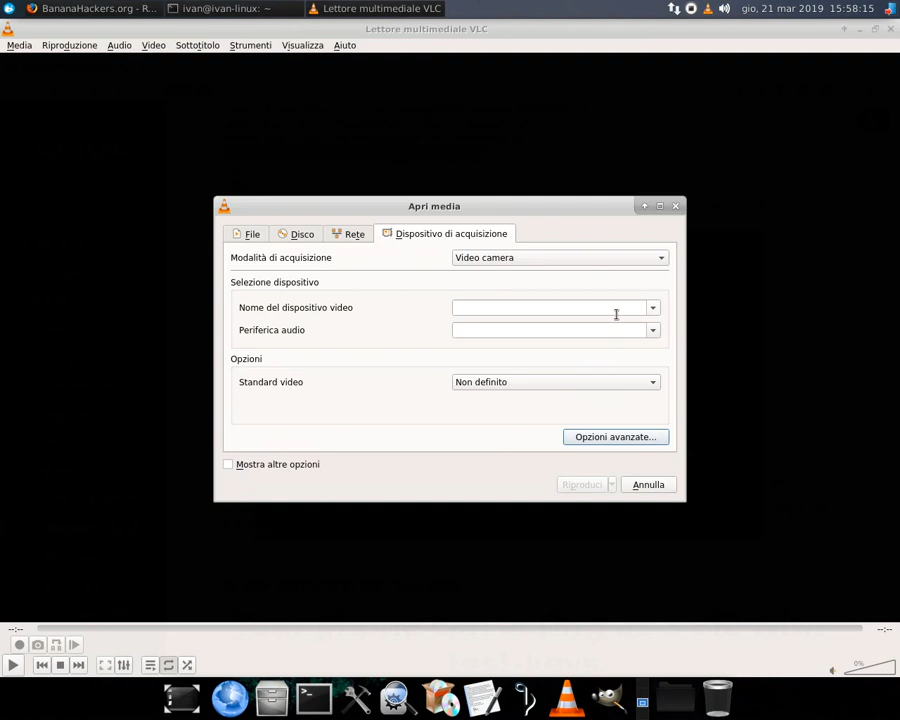 BananaHackers.org - R...
ivan@ivan-linux: ~
Lettore multimediale VLC
gio, 21 mar 2019
15:58:15
Lettore multimediale VLC
Media
Riproduzione
Audio
Video
Sottotitolo
Strumenti
Visualizza
Aiuto
Apri media
File
Disco
Rete
Dispositivo di acquisizione
Modalità di acquisizione
Video camera
Selezione dispositivo
Nome del dispositivo video
Periferica audio
Opzioni
Standard video
Non definito
Opzioni avanzate...
Mostra altre opzioni
Riproduci
Annulla
--:--
--:--
0%